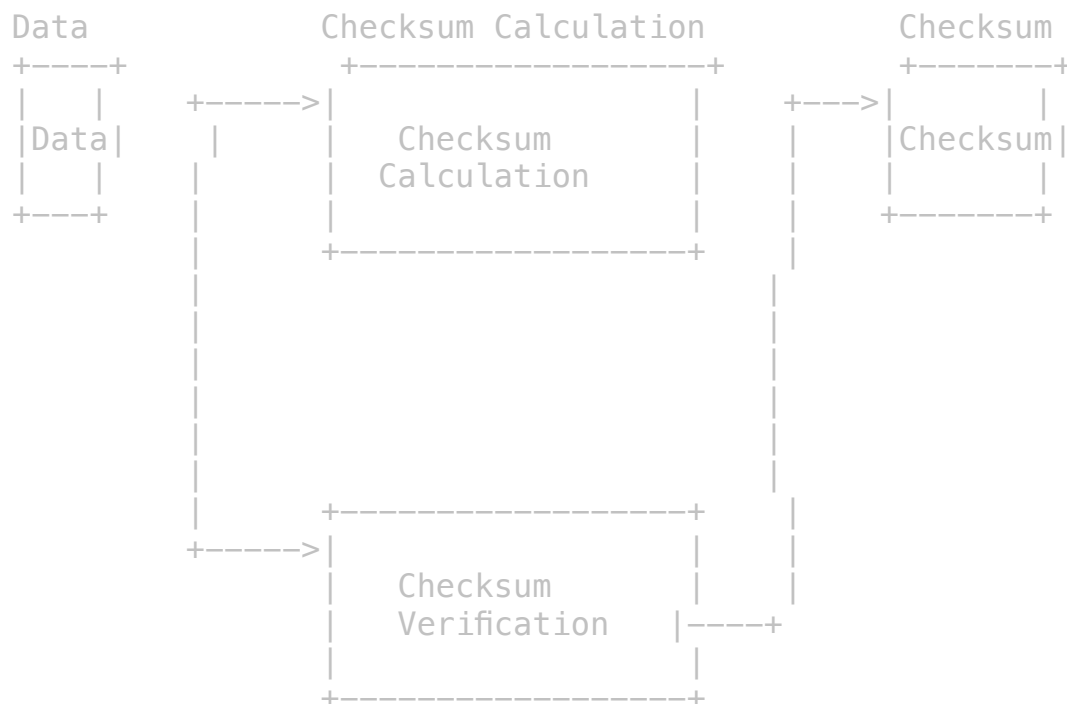 Data Checksum Calculation Checksum
+----+ +------------------+ +-------+
| | +----->| | +--->| |
|Data| | | Checksum | | |Checksum|
| | | | Calculation | | | |
+---+ | | | | +-------+
| +------------------+ |
| |
| |
| |
| |
| |
| |
| +------------------+ |
+----->| | |
| Checksum | |
| Verification |----+
| |
+------------------+